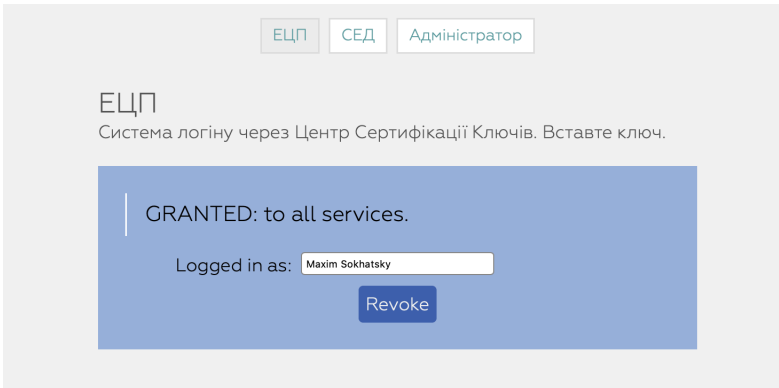 ЕЦП СЕД Адміністратор
ЕЦП
Система логіну через Центр Сертифікації Ключів. Вставте ключ.
GRANTED: to all services.
Logged in as: Maxim Sokhatsky
Revoke